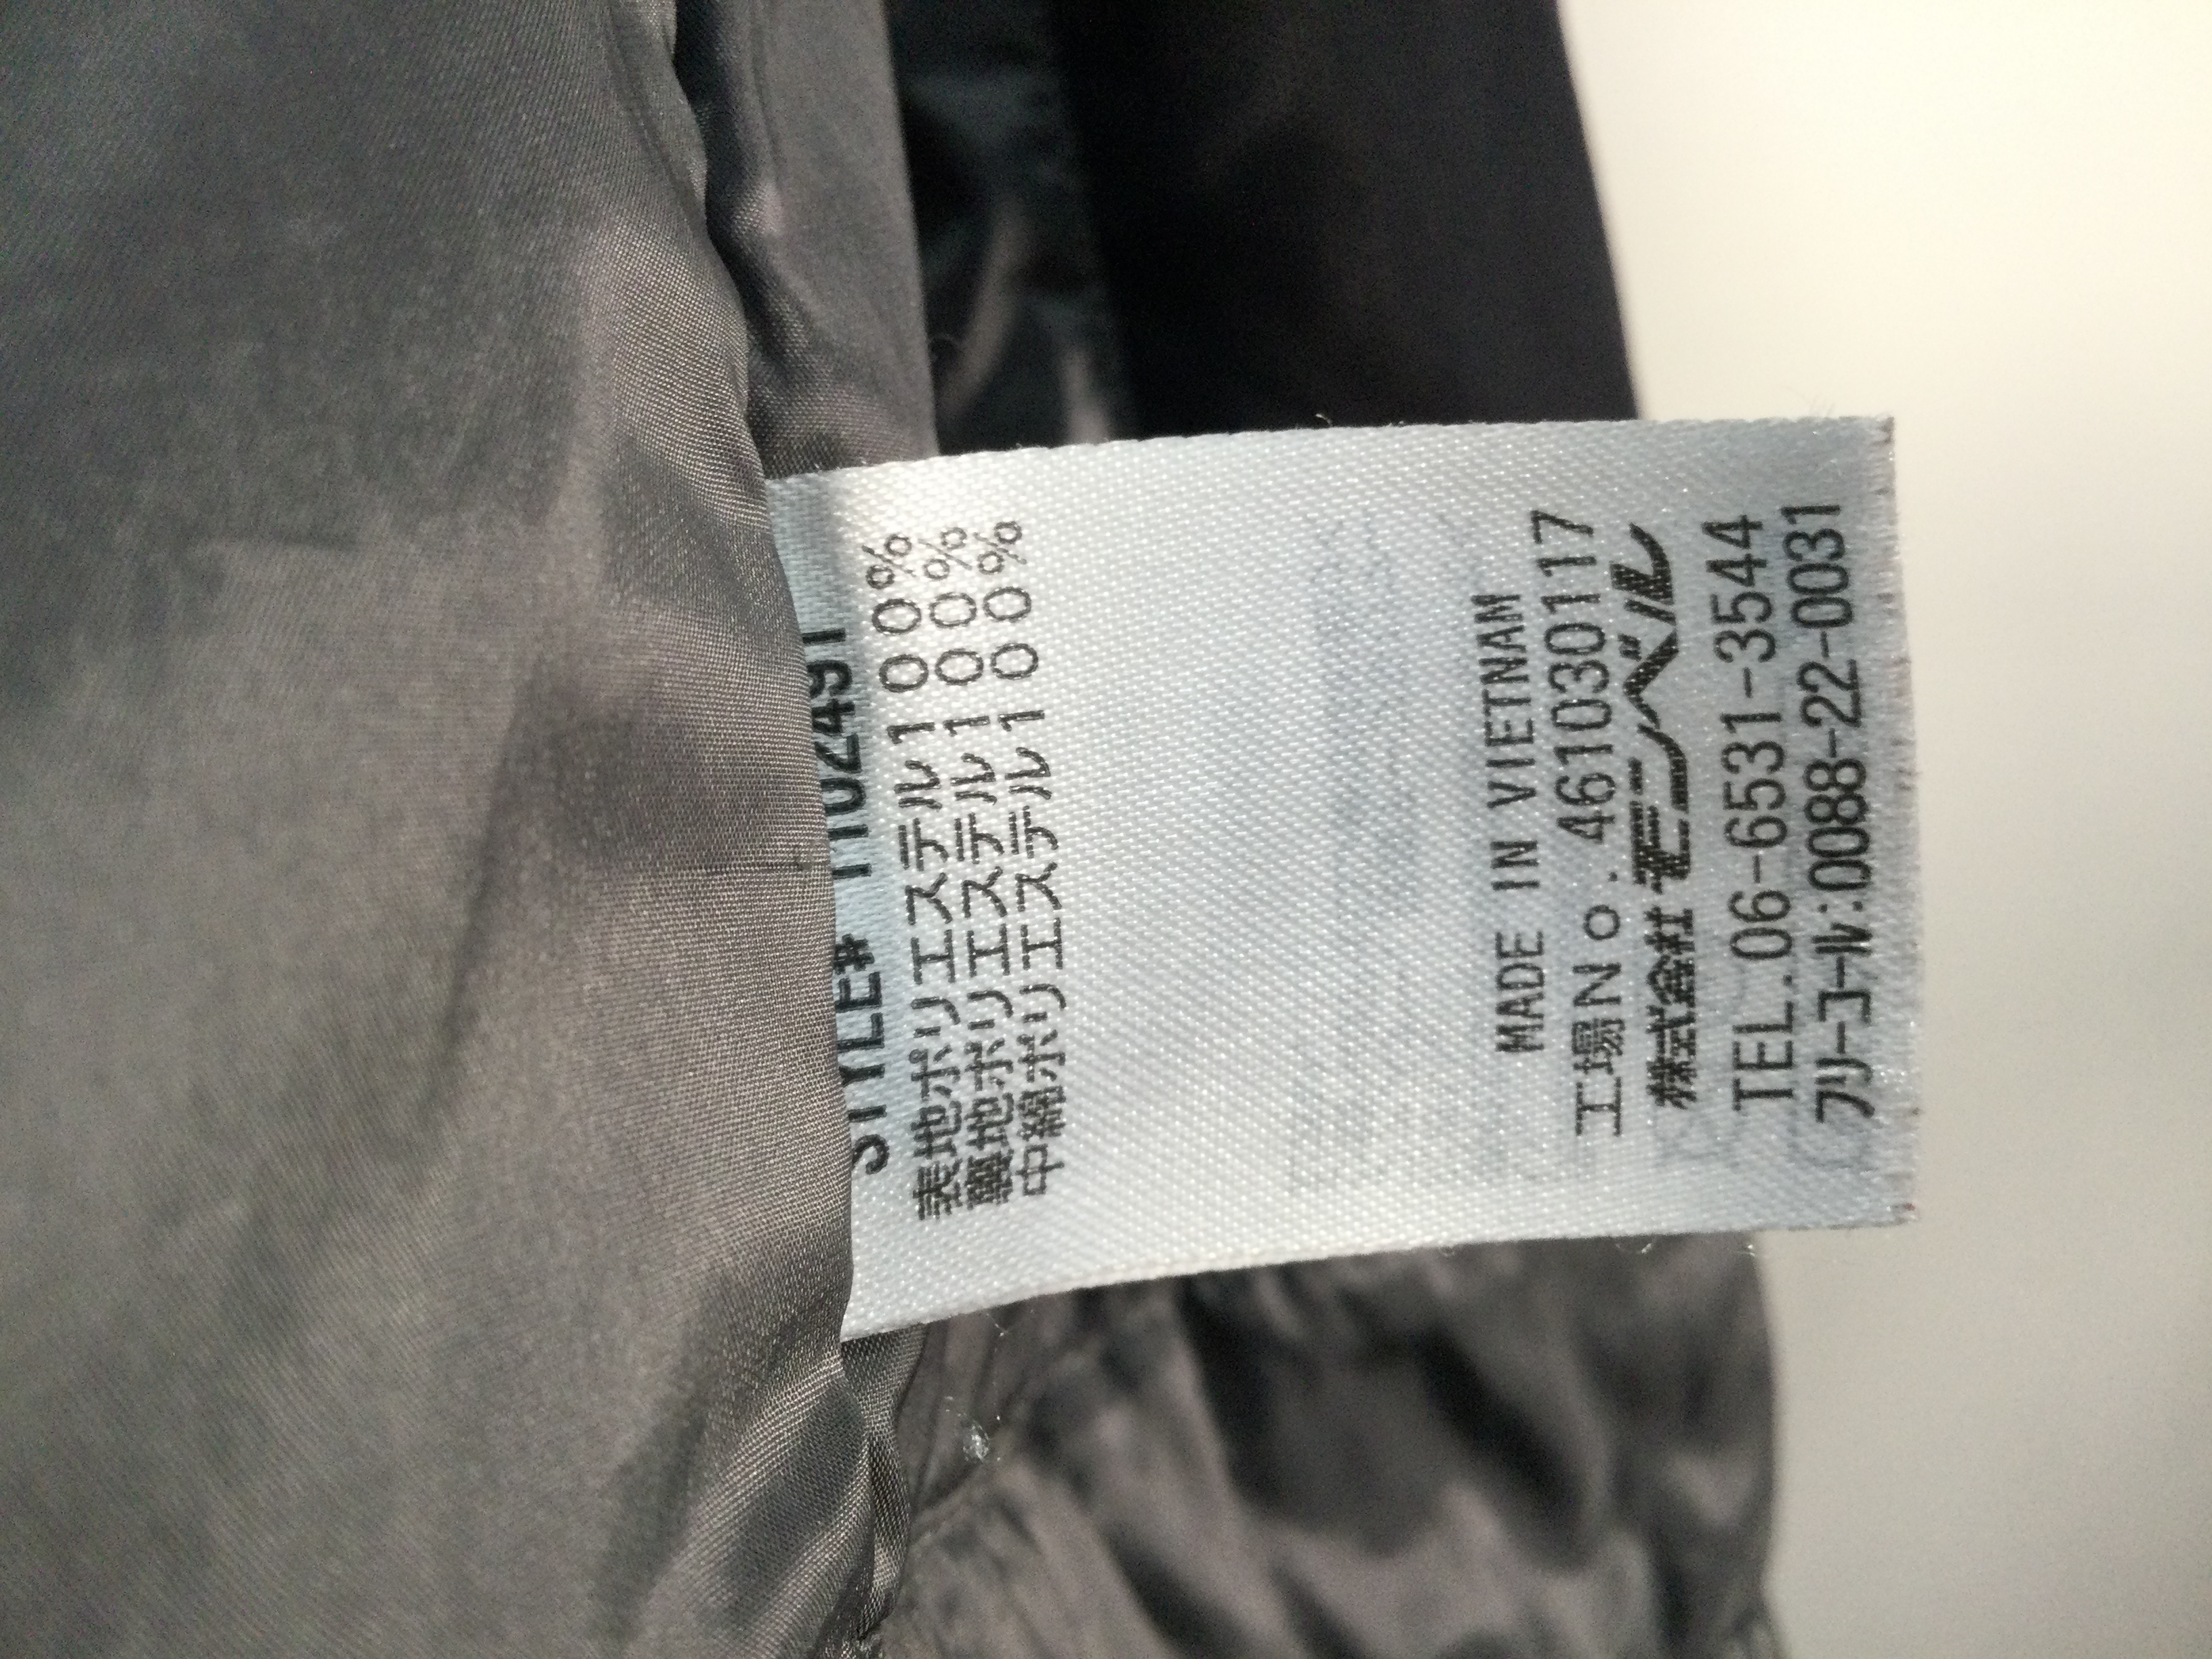 STYLE# 1102491
表地ポリエステル100%
裏地ポリエステル100%
中綿ポリエステル100%
MADE IN VIETNAM
工場No.4610330117
株式会社モンベル
TEL.06-6531-3544
フリーコール:0088-22-0031